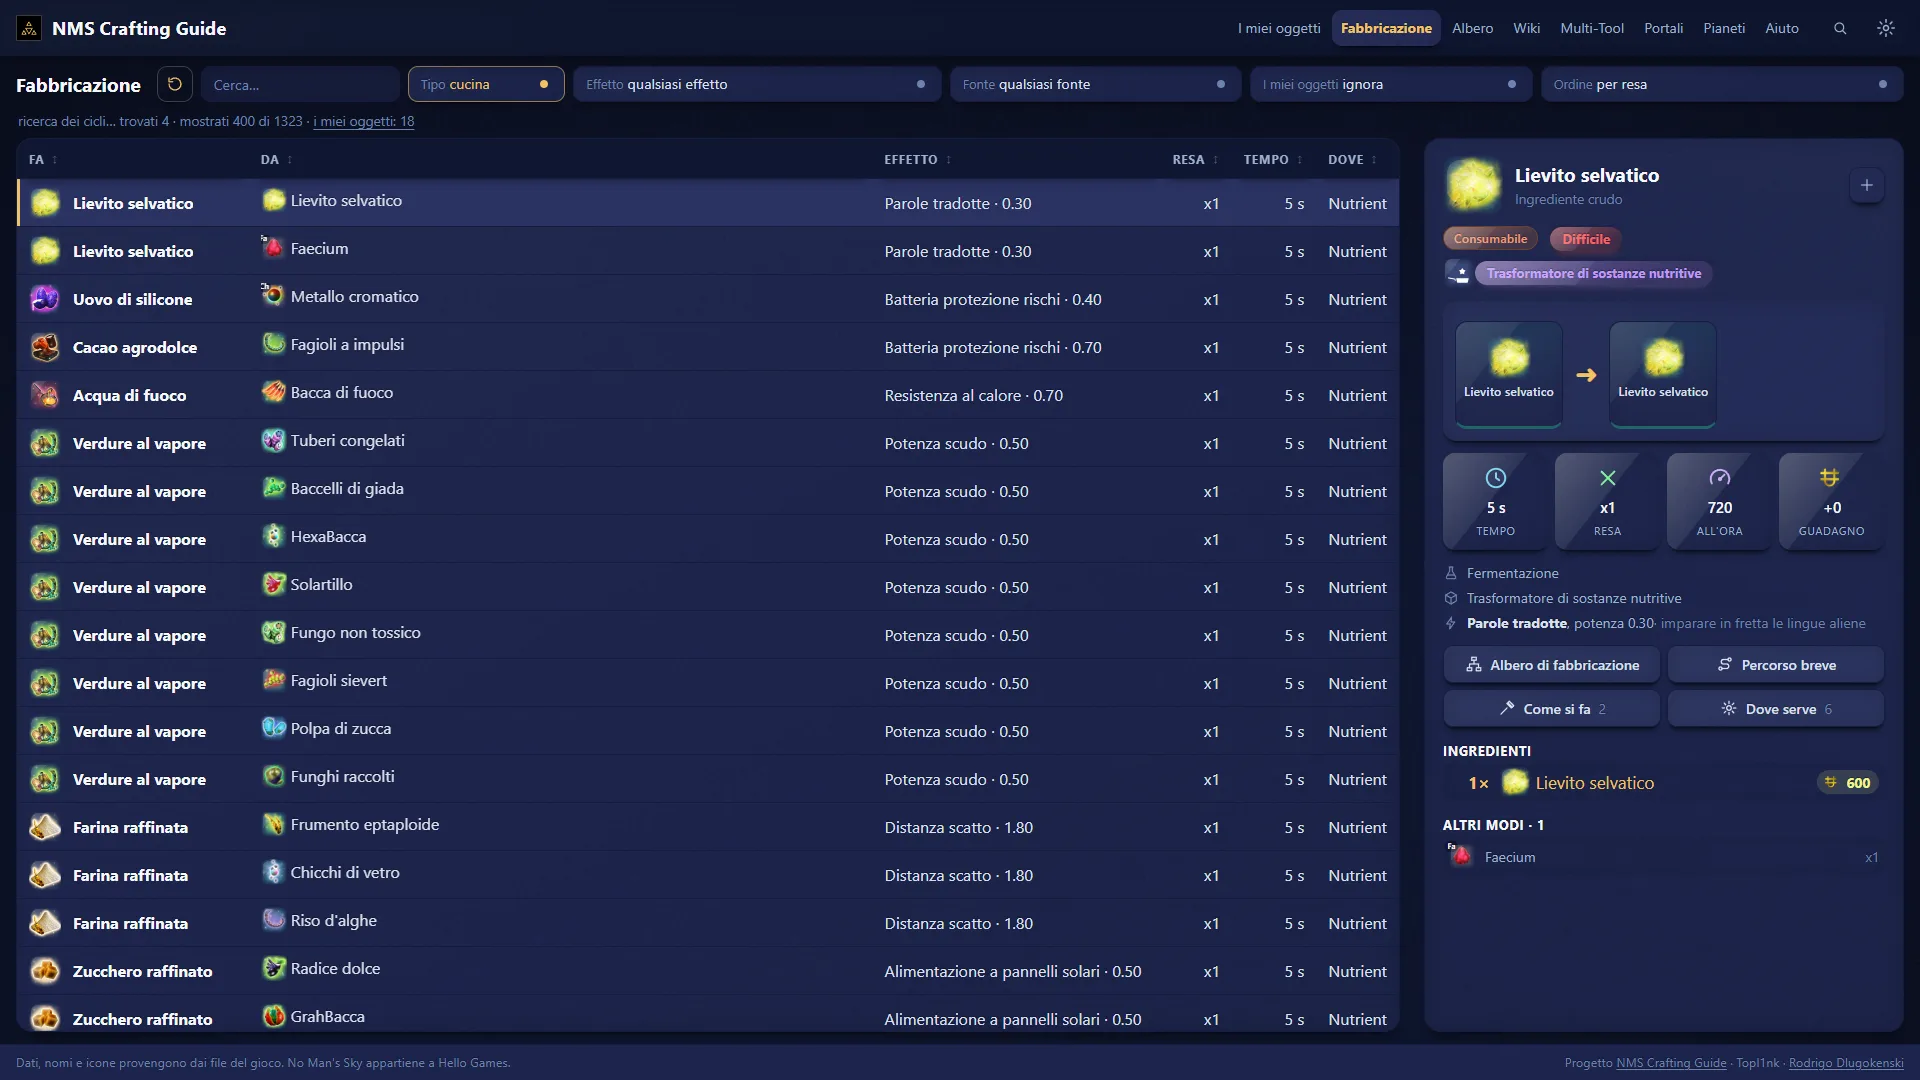 NMS Crafting Guide
I miei oggetti
Fabbricazione
Albero
Wiki
Multi-Tool
Portali
Pianeti
Aiuto
Fabbricazione
Cerca...
Tipo cucina
Effetto qualsiasi effetto
Fonte qualsiasi fonte
I miei oggetti ignora
Ordine per resa
ricerca dei cicli... trovati 4 · mostrati 400 di 1323 · i miei oggetti: 18
FA DA EFFETTO RESA TEMPO DOVE
Lievito selvatico Lievito selvatico Parole tradotte · 0.30 x1 5 s Nutrient
Lievito selvatico Faecium Parole tradotte · 0.30 x1 5 s Nutrient
Uovo di silicone Metallo cromatico Batteria protezione rischi · 0.40 x1 5 s Nutrient
Cacao agrodolce Fagioli a impulsi Batteria protezione rischi · 0.70 x1 5 s Nutrient
Acqua di fuoco Bacca di fuoco Resistenza al calore · 0.70 x1 5 s Nutrient
Verdure al vapore Tuberi congelati Potenza scudo · 0.50 x1 5 s Nutrient
Verdure al vapore Baccelli di giada Potenza scudo · 0.50 x1 5 s Nutrient
Verdure al vapore HexaBacca Potenza scudo · 0.50 x1 5 s Nutrient
Verdure al vapore Solartillo Potenza scudo · 0.50 x1 5 s Nutrient
Verdure al vapore Fungo non tossico Potenza scudo · 0.50 x1 5 s Nutrient
Verdure al vapore Fagioli sievert Potenza scudo · 0.50 x1 5 s Nutrient
Verdure al vapore Polpa di zucca Potenza scudo · 0.50 x1 5 s Nutrient
Verdure al vapore Funghi raccolti Potenza scudo · 0.50 x1 5 s Nutrient
Farina raffinata Frumento eptaploide Distanza scatto · 1.80 x1 5 s Nutrient
Farina raffinata Chicchi di vetro Distanza scatto · 1.80 x1 5 s Nutrient
Farina raffinata Riso d'alghe Distanza scatto · 1.80 x1 5 s Nutrient
Zucchero raffinato Radice dolce Alimentazione a pannelli solari · 0.50 x1 5 s Nutrient
Zucchero raffinato GrahBacca Alimentazione a pannelli solari · 0.50 x1 5 s Nutrient
Lievito selvatico
Ingrediente crudo
Consumabile
Difficile
Trasformatore di sostanze nutritive
Lievito selvatico
Lievito selvatico
5 s
TEMPO
x1
RESA
720
ALL'ORA
+0
GUADAGNO
Fermentazione
Trasformatore di sostanze nutritive
Parole tradotte, potenza 0.30· imparare in fretta le lingue aliene
Albero di fabbricazione
Percorso breve
Come si fa 2
Dove serve 6
INGREDIENTI
1× Lievito selvatico 600
ALTRI MODI · 1
Fa Faecium x1
Dati, nomi e icone provengono dai file del gioco. No Man's Sky appartiene a Hello Games.
Progetto NMS Crafting Guide · Topl1nk · Rodrigo Dlugokenski